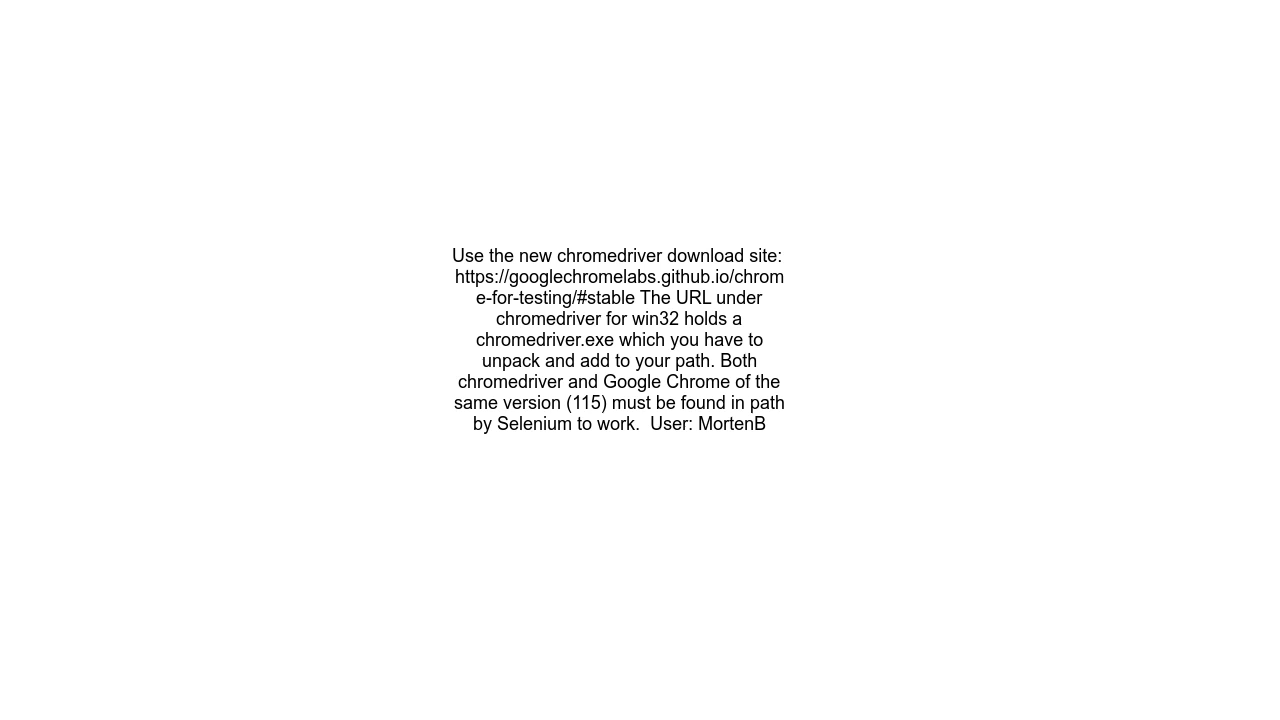 Use the new chromedriver download site:
https://googlechromelabs.github.io/chrom
e-for-testing/#stable The URL under
chromedriver for win32 holds a
chromedriver.exe which you have to
unpack and add to your path. Both
chromedriver and Google Chrome of the
same version (115) must be found in path
by Selenium to work.  User: MortenB